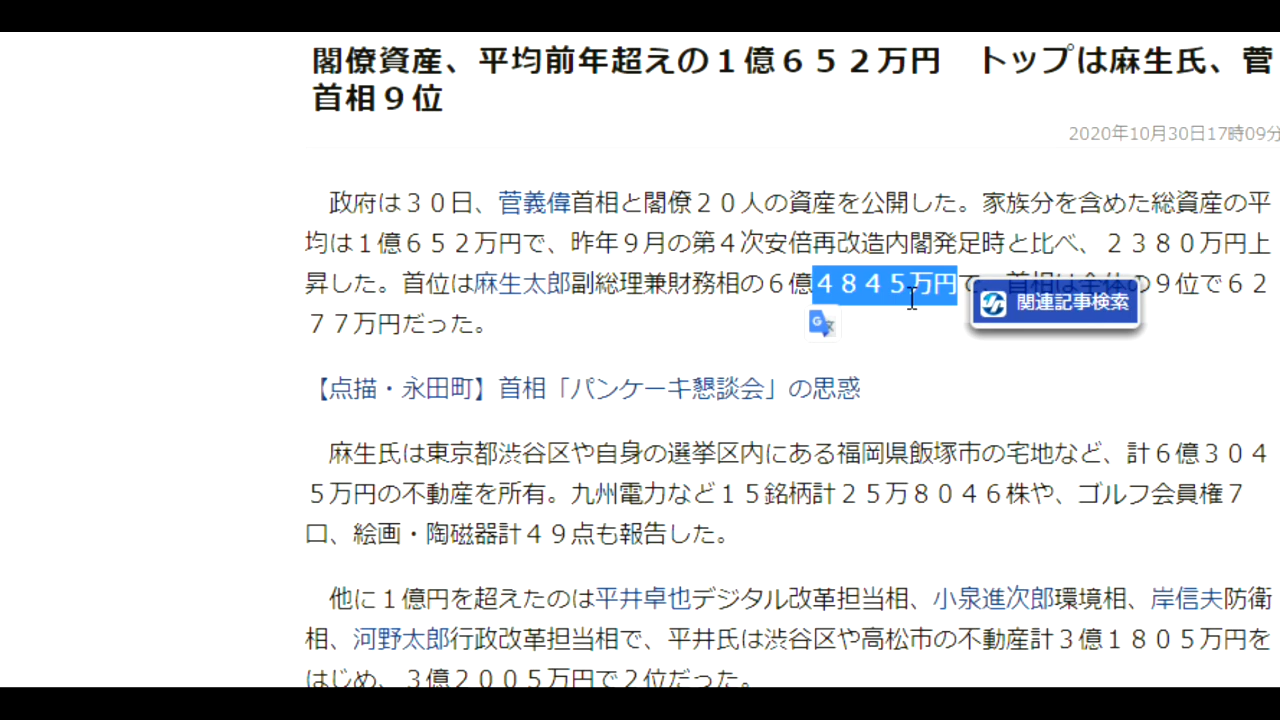 閣僚資産、平均前年超えの１億６５２万円　トップは麻生氏、菅
首相９位
2020年10月30日17時09分
　政府は３０日、菅義偉首相と閣僚２０人の資産を公開した。家族分を含めた総資産の平
均は１億６５２万円で、昨年９月の第４次安倍再改造内閣発足時と比べ、２３８０万円上
昇した。首位は麻生太郎副総理兼財務相の６億４８４５万円で、首相は全体の９位で６２
関連記事検索
７７万円だった。
【点描・永田町】首相「パンケーキ懇談会」の思惑
　麻生氏は東京都渋谷区や自身の選挙区内にある福岡県飯塚市の宅地など、計６億３０４
５万円の不動産を所有。九州電力など１５銘柄計２５万８０４６株や、ゴルフ会員権７
口、絵画・陶磁器計４９点も報告した。
　他に１億円を超えたのは平井卓也デジタル改革担当相、小泉進次郎環境相、岸信夫防衛
相、河野太郎行政改革担当相で、平井氏は渋谷区や高松市の不動産計３億１８０５万円を
はじめ、３億２００５万円で２位だった。